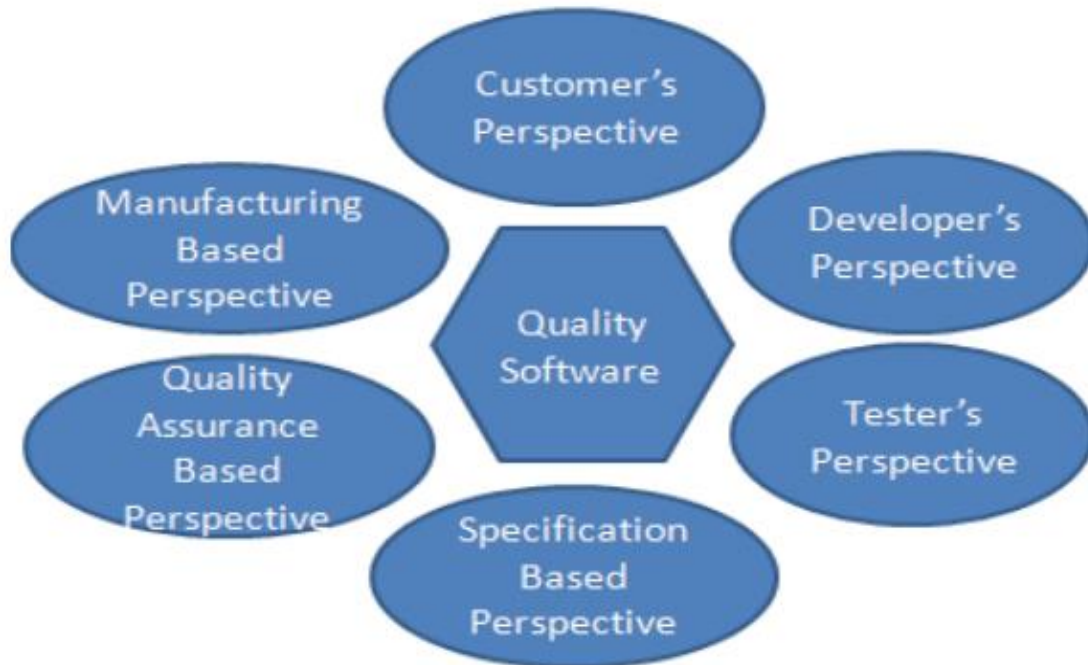 Customer's
Perspective
Manufacturing
Based
Perspective
Developer's
Perspective
Quality
Software
Quality
Assurance
Based
Perspective
Tester's
Perspective
Specification
Based
Perspective